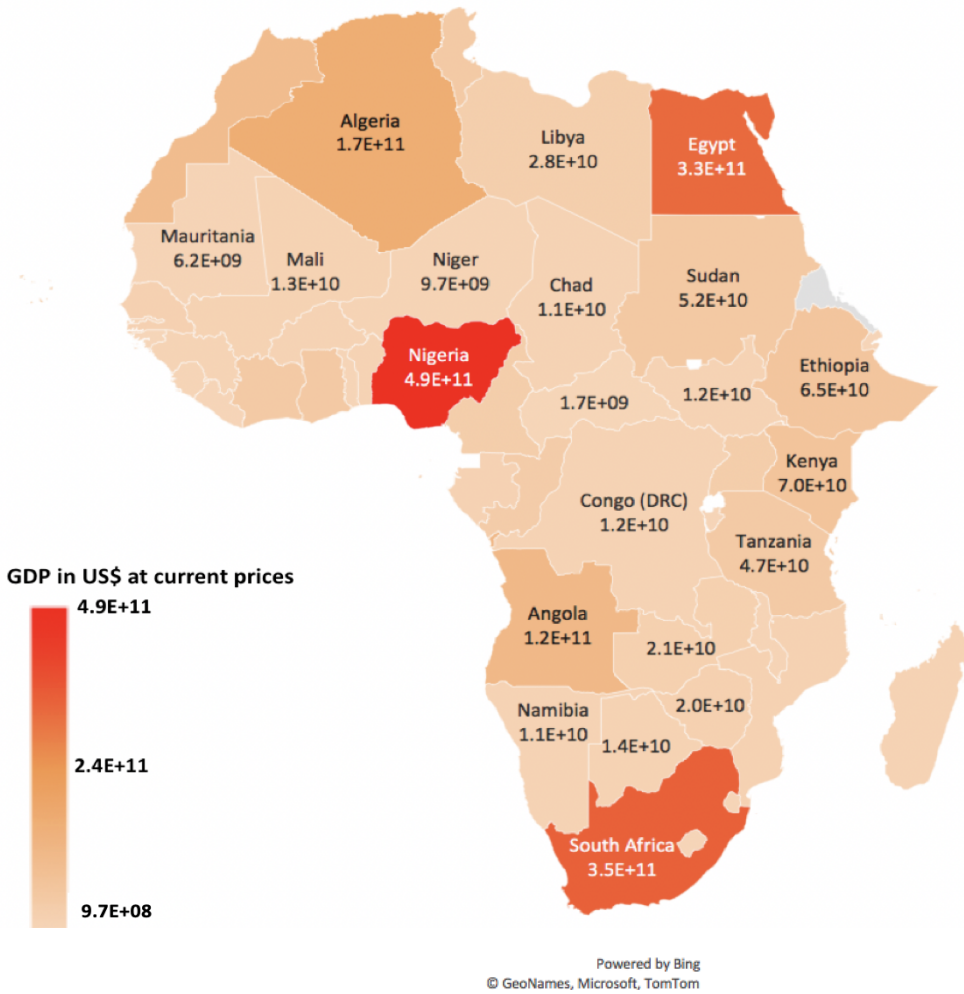 Algeria
1.7E+11
Libya
2.8E+10
Egypt
3.3E+11
Mauritania
6.2E+09
Mali
1.3E+10
Niger
9.7E+09
Chad
1.1E+10
Sudan
5.2E+10
Nigeria
4.9E+11
Ethiopia
6.5E+10
1.7E+09
1.2E+10
Kenya
7.0E+10
Congo (DRC)
1.2E+10
Tanzania
4.7E+10
GDP in US$ at current prices
4.9E+11
2.4E+11
9.7E+08
Angola
1.2E+11
2.1E+10
Namibia
1.1E+10
2.0E+10
1.4E+10
South Africa
3.5E+11
Powered by Bing
© GeoNames, Microsoft, TomTom